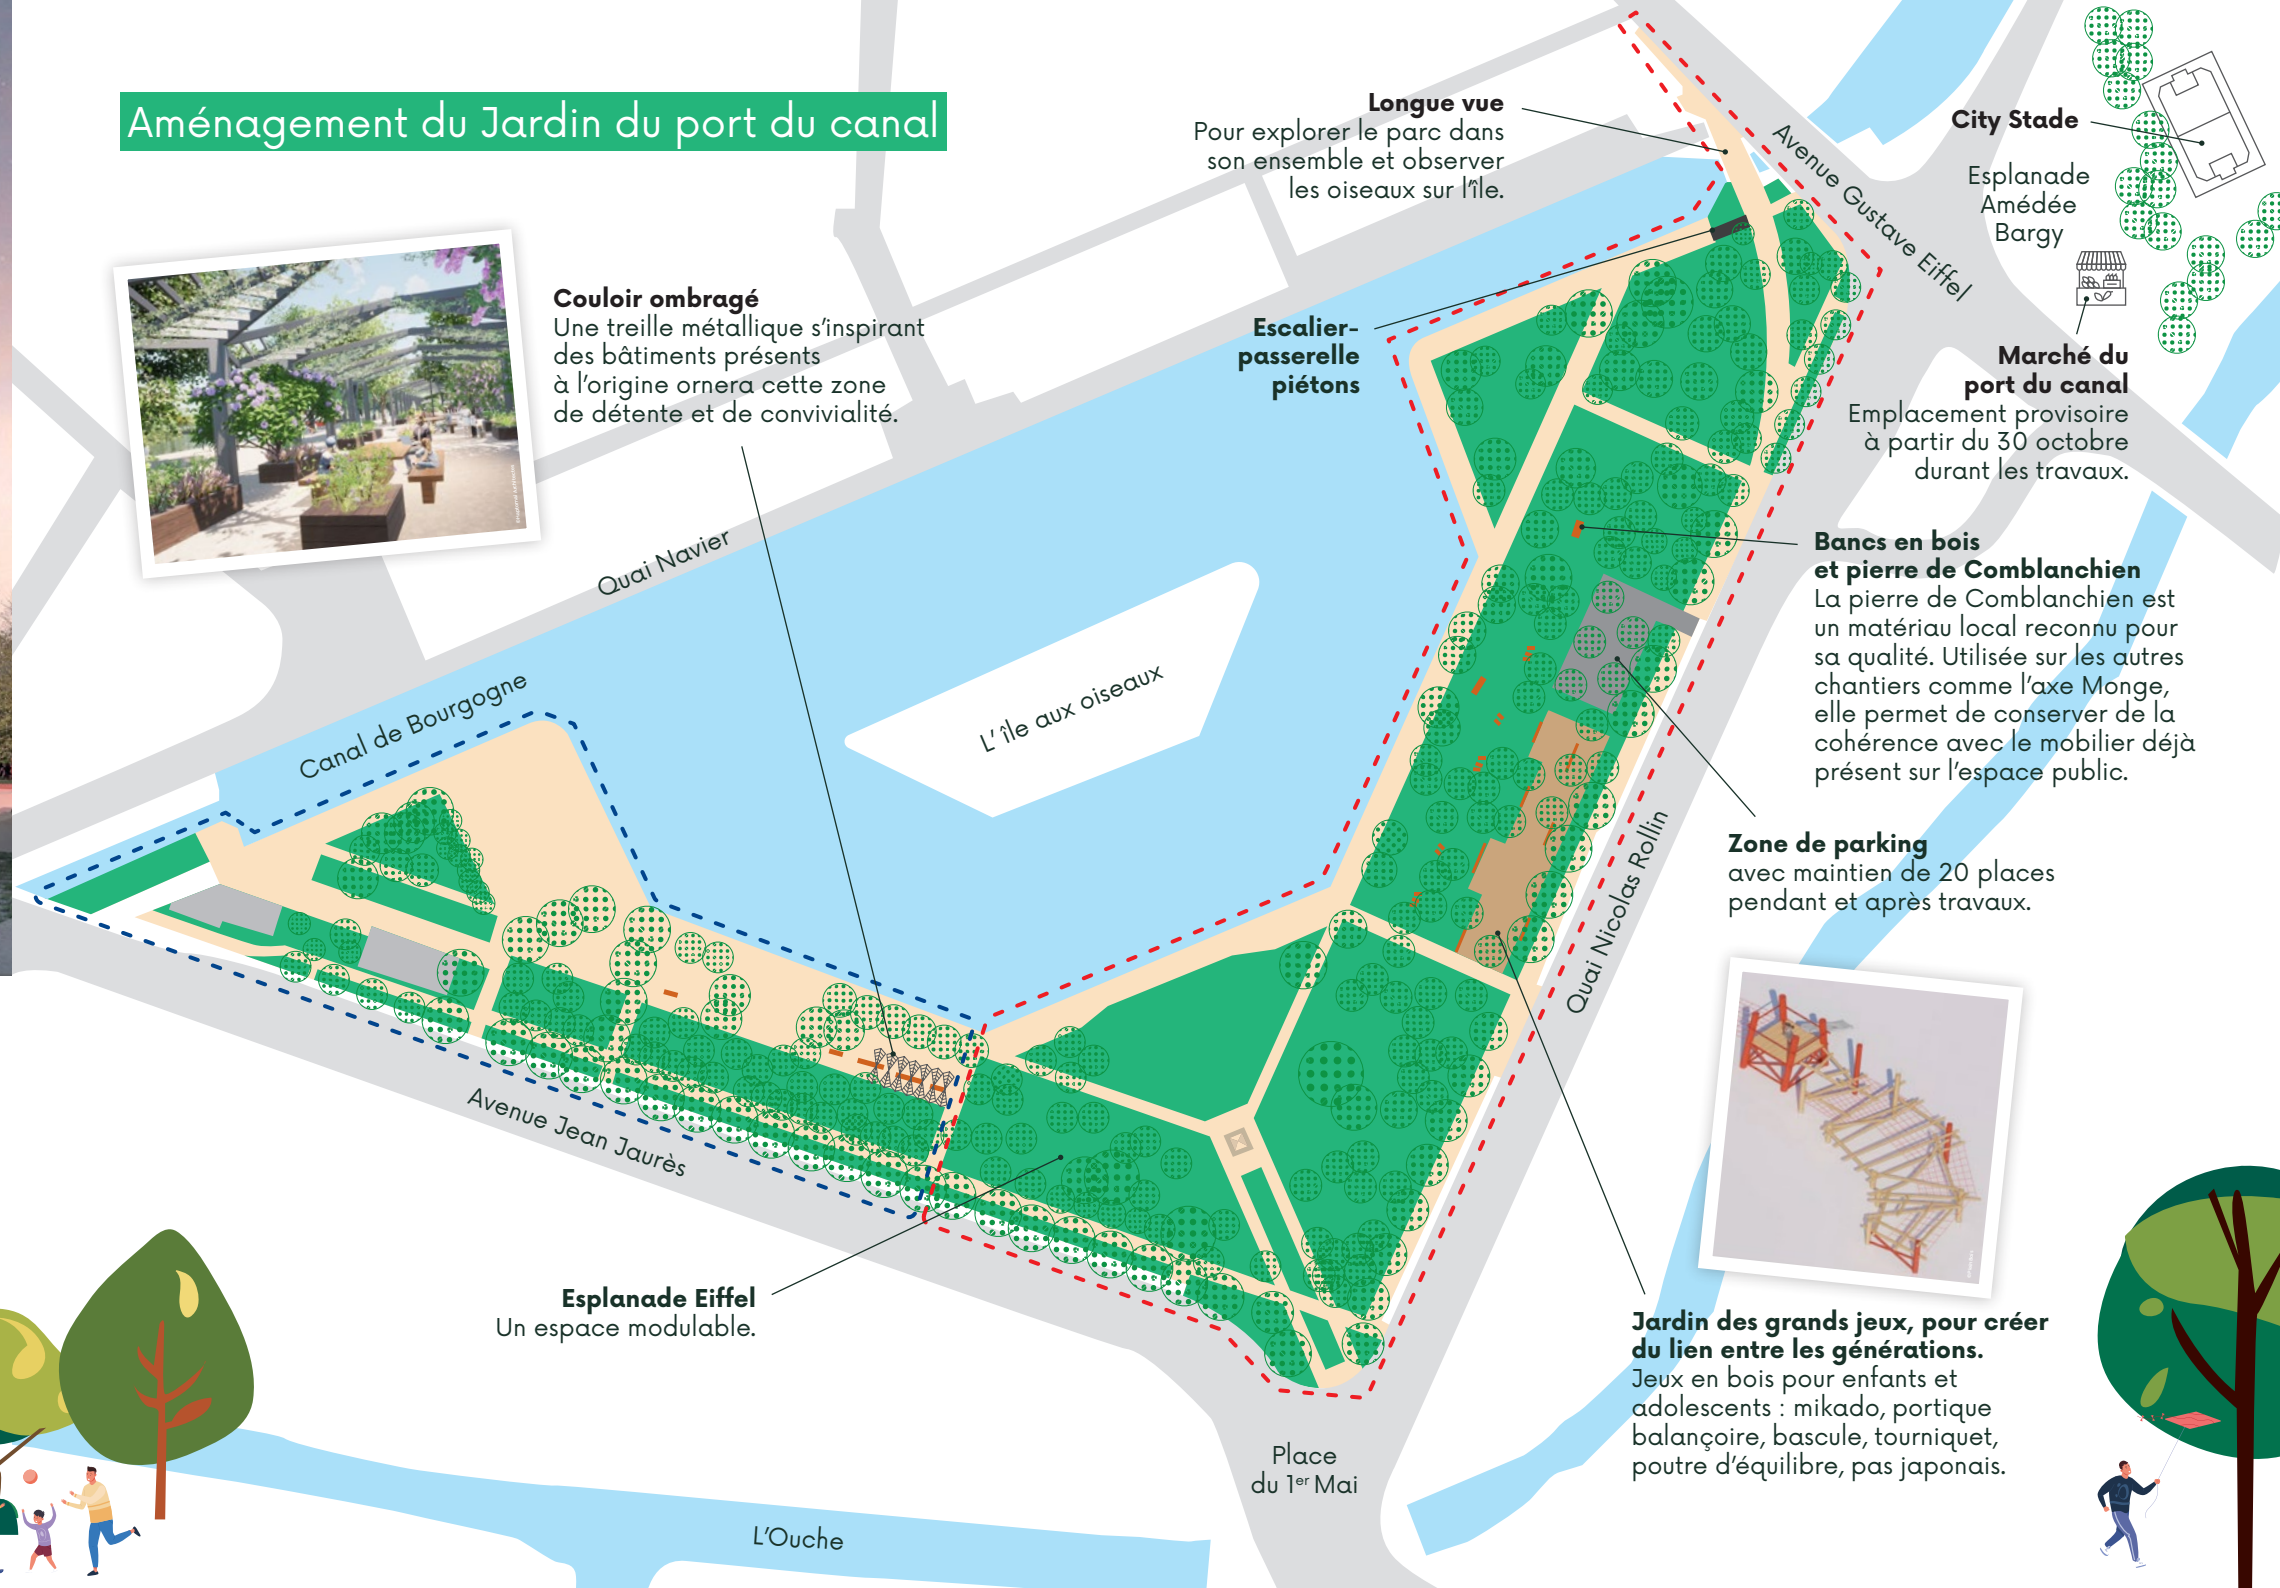 Aménagement du Jardin du port du canal
Longue vue
Pour explorer le parc dans
son ensemble et observer
les oiseaux sur l'île.
City Stade
Esplanade
Amédée
Bargy
Avenue Gustave Eiffel
Couloir ombragé
Une treille métallique s'inspirant
des bâtiments présents
à l'origine ornera cette zone
de détente et de convivialité.
Escalier-
passerelle
piétons
Marché du
port du canal
Emplacement provisoire
à partir du 30 octobre
durant les travaux.
Quai Navier
Bancs en bois
et pierre de Comblanchien
La pierre de Comblanchien est
un matériau local reconnu pour
sa qualité. Utilisée sur les autres
chantiers comme l'axe Monge,
elle permet de conserver de la
cohérence avec le mobilier déjà
présent sur l'espace public.
Canal de Bourgogne
L'île aux oiseaux
Zone de parking
avec maintien de 20 places
pendant et après travaux.
Quai Nicolas Rollin
Avenue Jean Jaurès
Esplanade Eiffel
Un espace modulable.
Jardin des grands jeux, pour créer
du lien entre les générations.
Jeux en bois pour enfants et
adolescents : mikado, portique
balançoire, bascule, tourniquet,
poutre d'équilibre, pas japonais.
Place
du 1er Mai
L'Ouche